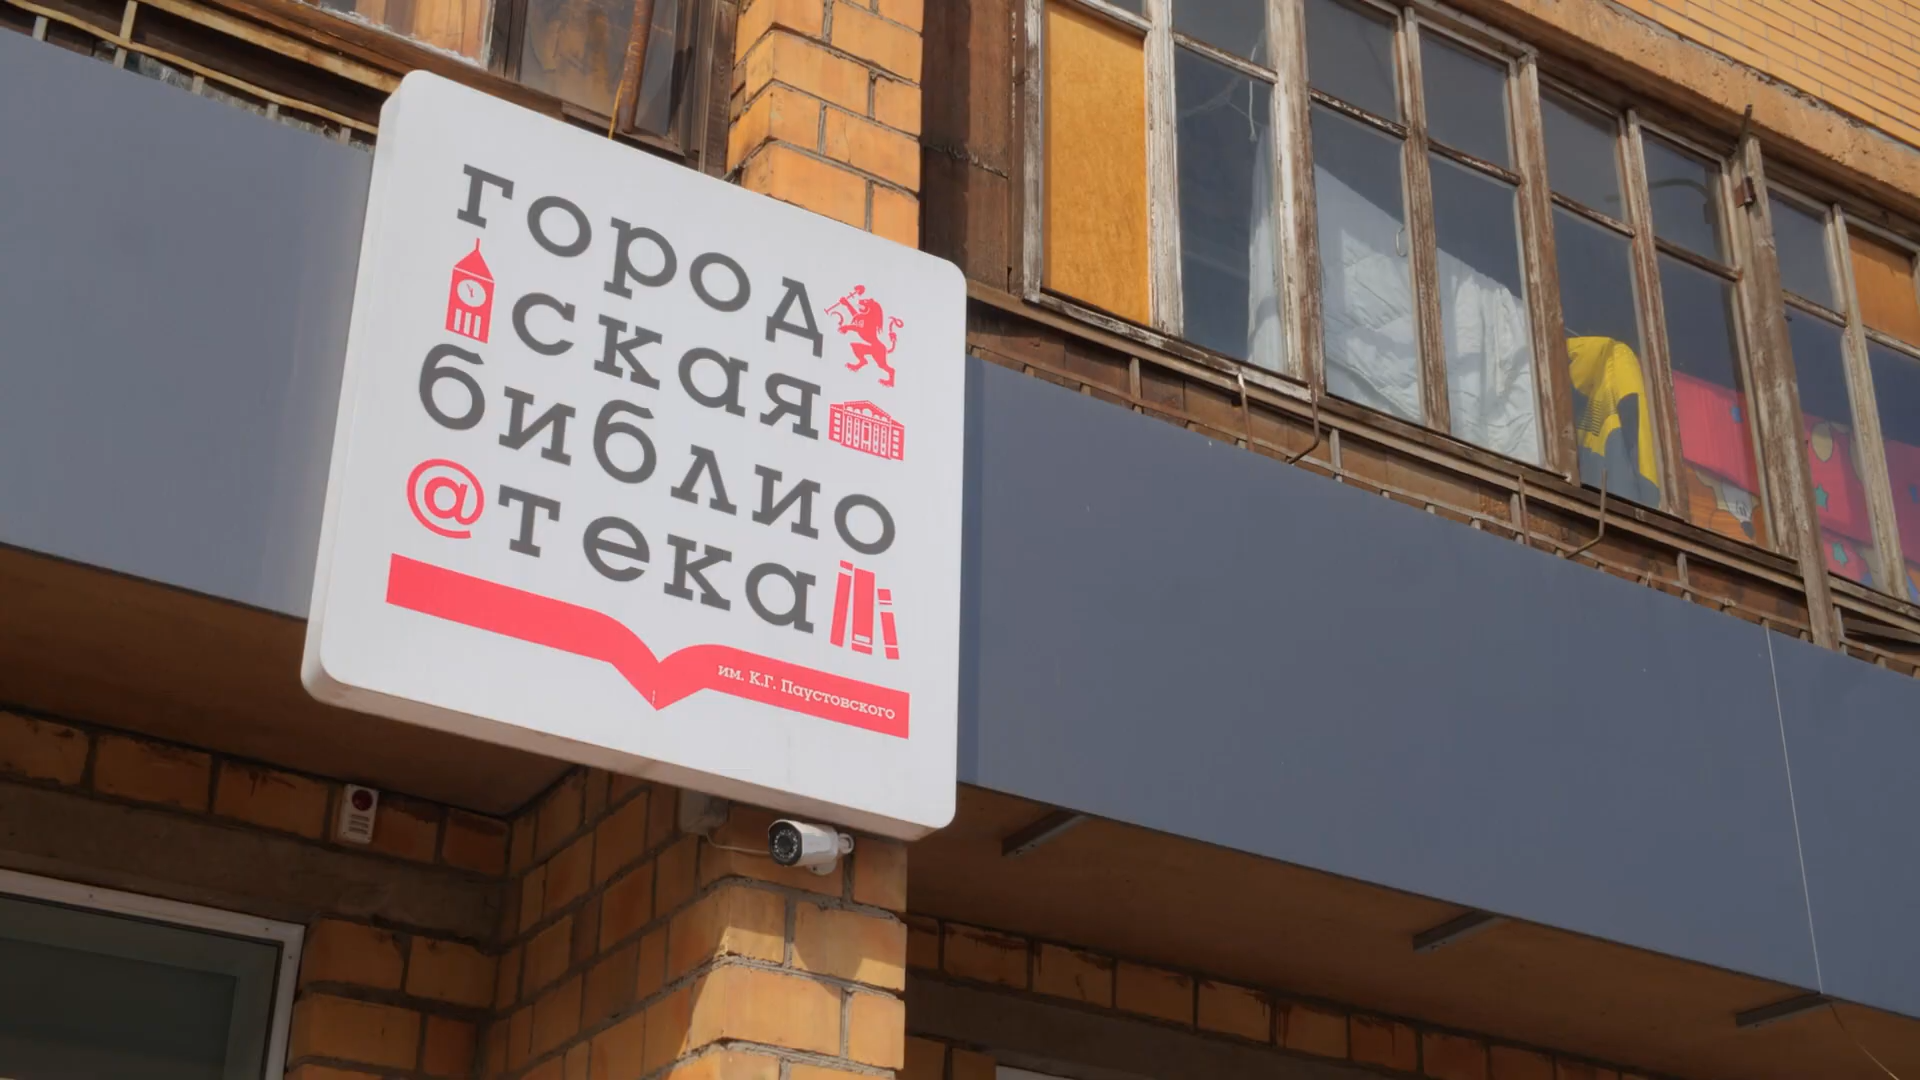 город
ская
библио
@тека
им. К.Г. Паустовского